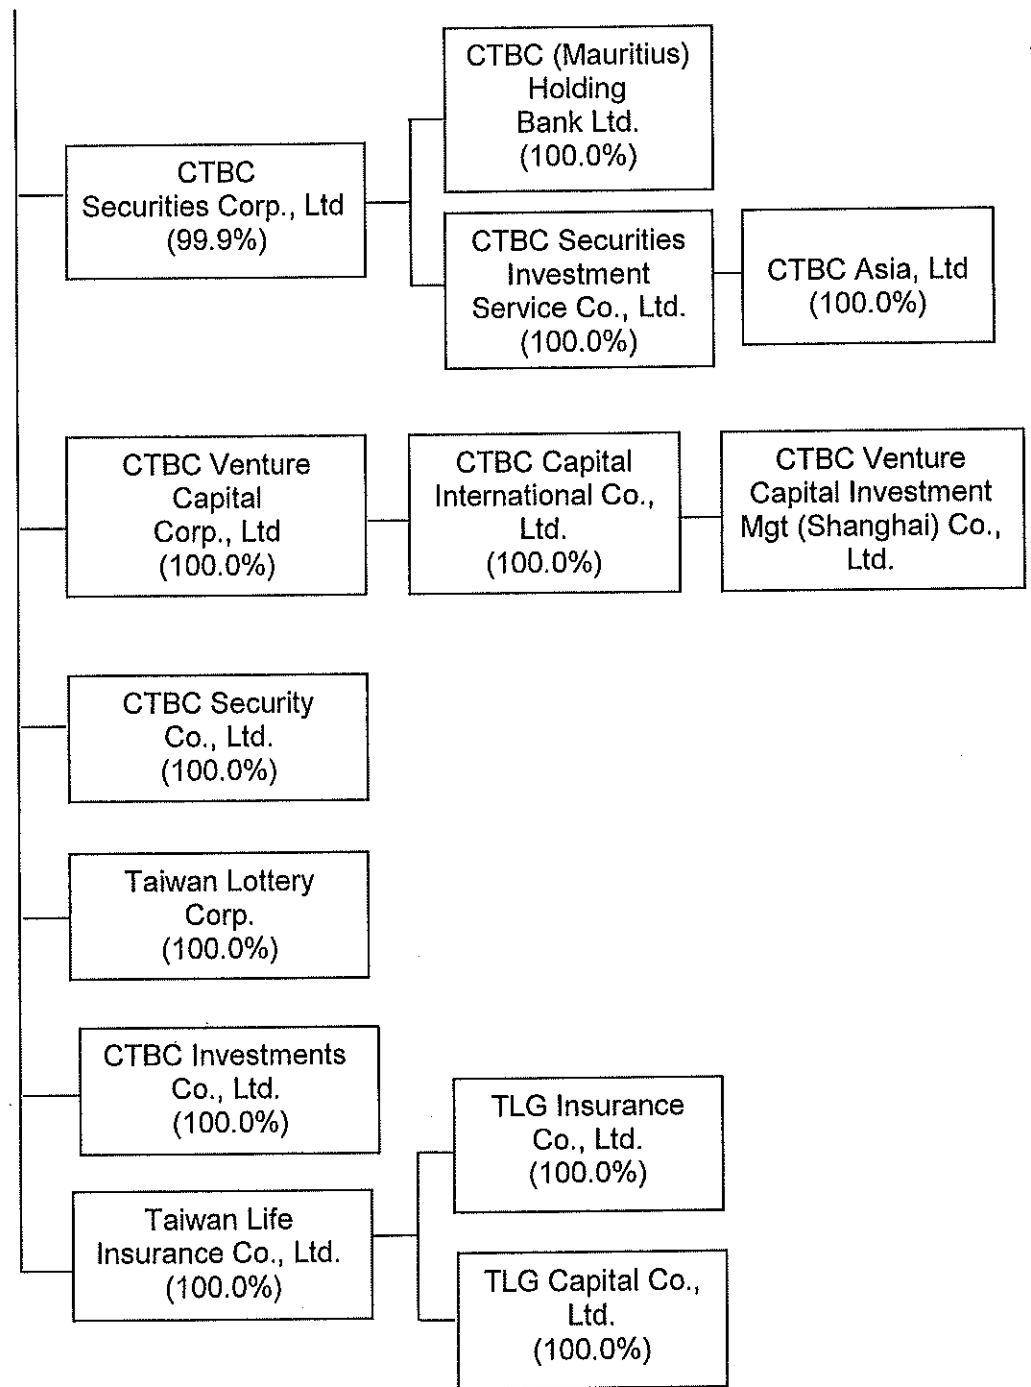 CTBC (Mauritius)
Holding
Bank Ltd.
(100.0%)
CTBC
Securities Corp., Ltd
(99.9%)
CTBC Securities
Investment
Service Co., Ltd.
(100.0%)
CTBC Asia, Ltd
(100.0%)
CTBC Venture
Capital
Corp., Ltd
(100.0%)
CTBC Capital
International Co.,
Ltd.
(100.0%)
CTBC Venture
Capital Investment
Mgt (Shanghai) Co.,
Ltd.
CTBC Security
Co., Ltd.
(100.0%)
Taiwan Lottery
Corp.
(100.0%)
CTBC Investments
Co., Ltd.
(100.0%)
TLG Insurance
Co., Ltd.
(100.0%)
Taiwan Life
Insurance Co., Ltd.
(100.0%)
TLG Capital Co.,
Ltd.
(100.0%)